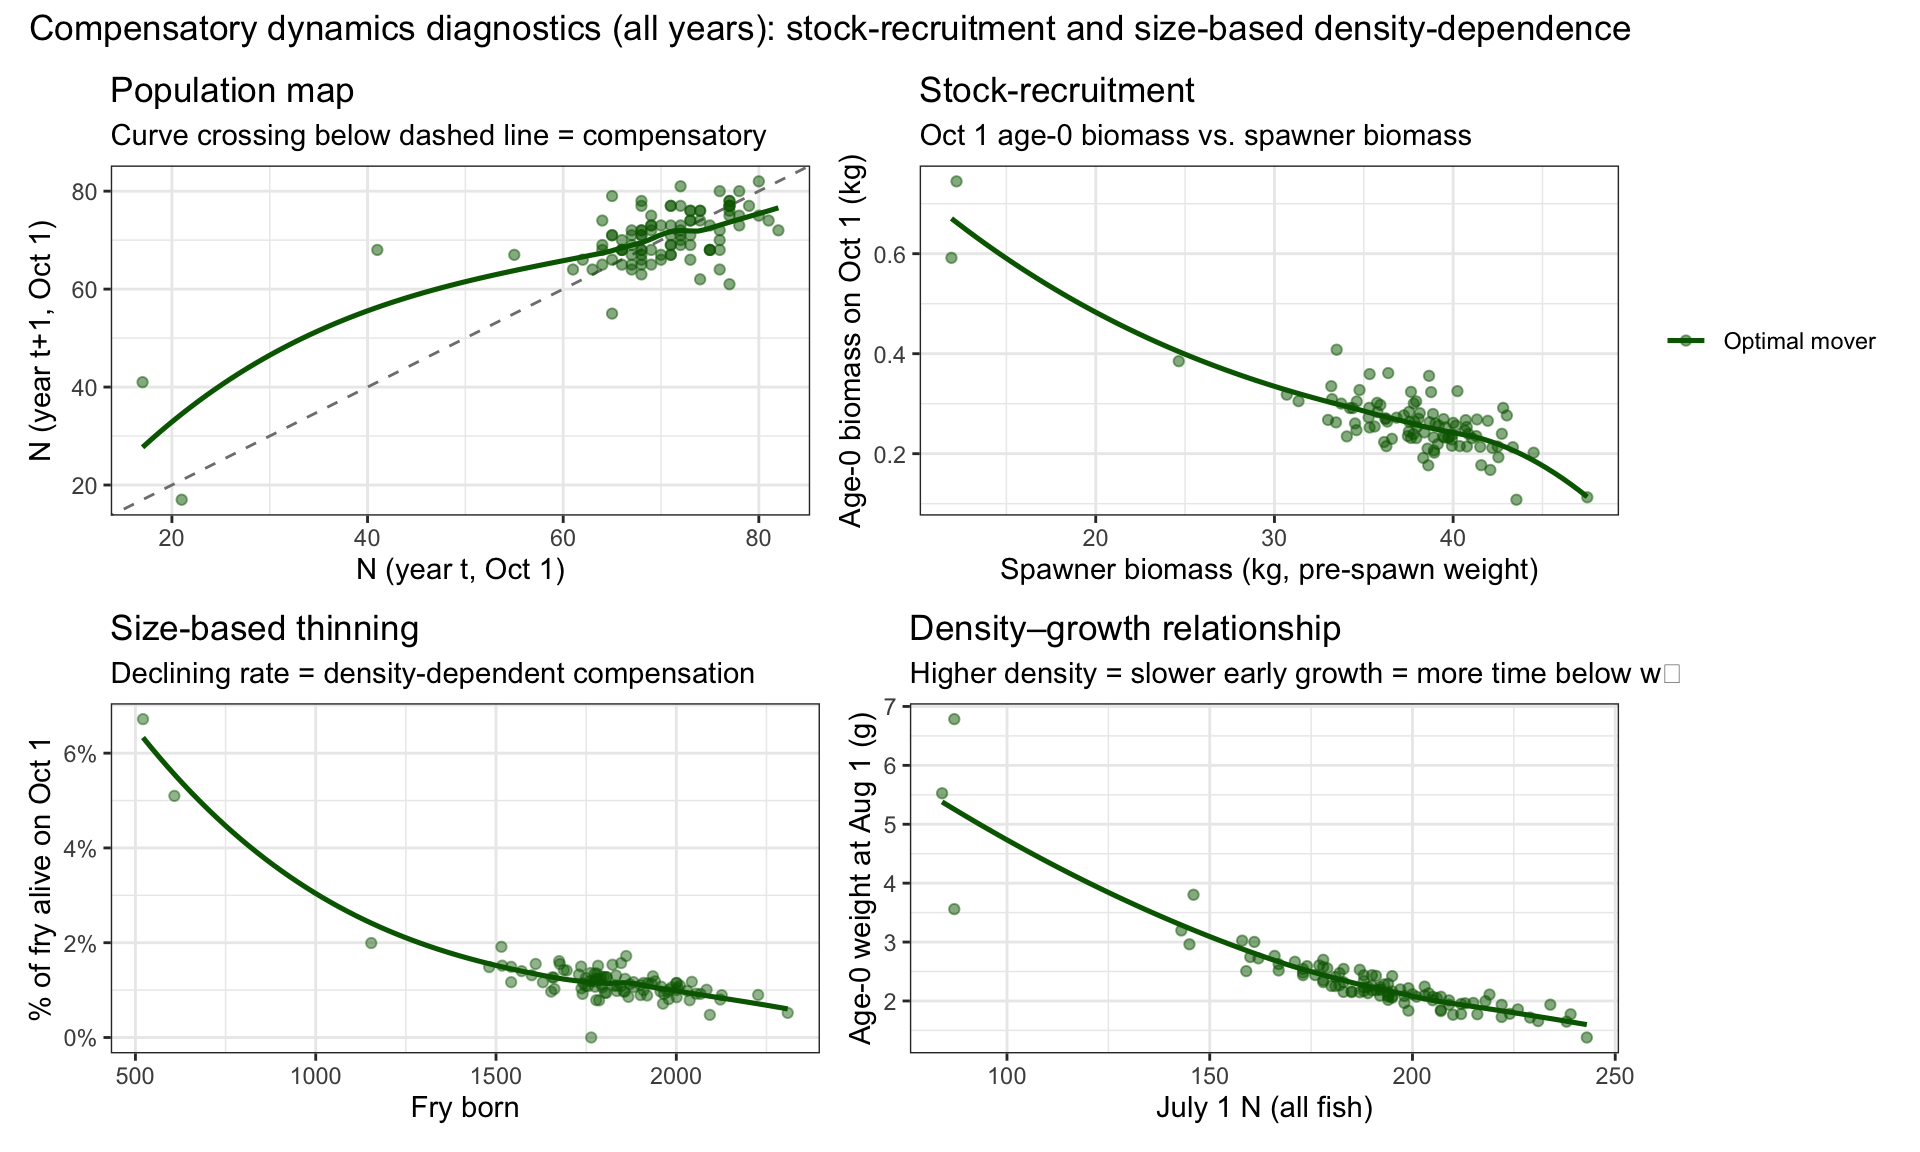 Compensatory dynamics diagnostics (all years): stock-recruitment and size-based density-dependence
Population map
Curve crossing below dashed line = compensatory
N (year t+1, Oct 1)
80
60
40
20
20 40 60 80
N (year t, Oct 1)
Stock-recruitment
Oct 1 age-0 biomass vs. spawner biomass
Age-0 biomass on Oct 1 (kg)
0.6
0.4
0.2
20 30 40
Spawner biomass (kg, pre-spawn weight)
Optimal mover
Size-based thinning
Declining rate = density-dependent compensation
% of fry alive on Oct 1
6%
4%
2%
0%
500 1000 1500 2000
Fry born
Density–growth relationship
Higher density = slower early growth = more time below w□
Age-0 weight at Aug 1 (g)
7
6
5
4
3
2
100 150 200 250
July 1 N (all fish)